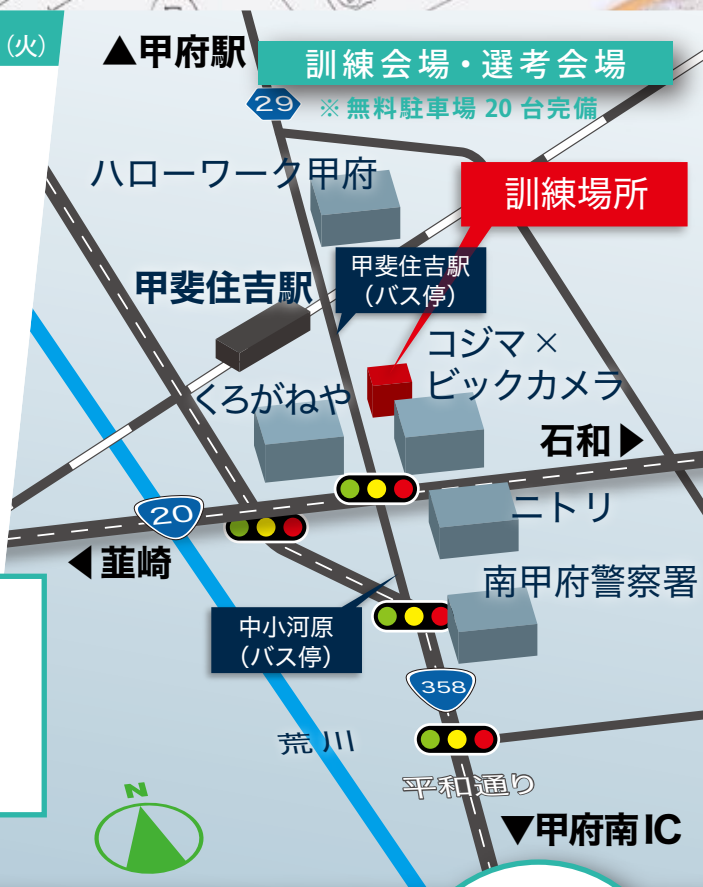 （火）
▲甲府駅
訓練会場・選考会場
29
※無料駐車場 20 台完備
ハローワーク甲府
訓練場所
甲斐住吉駅
（バス停）
甲斐住吉駅
コジマ×
ビックカメラ
くろがねや
石和▶
20
ニトリ
◀韮崎
南甲府警察署
中小河原
（バス停）
358
荒川
平和通り
N
▼甲府南IC